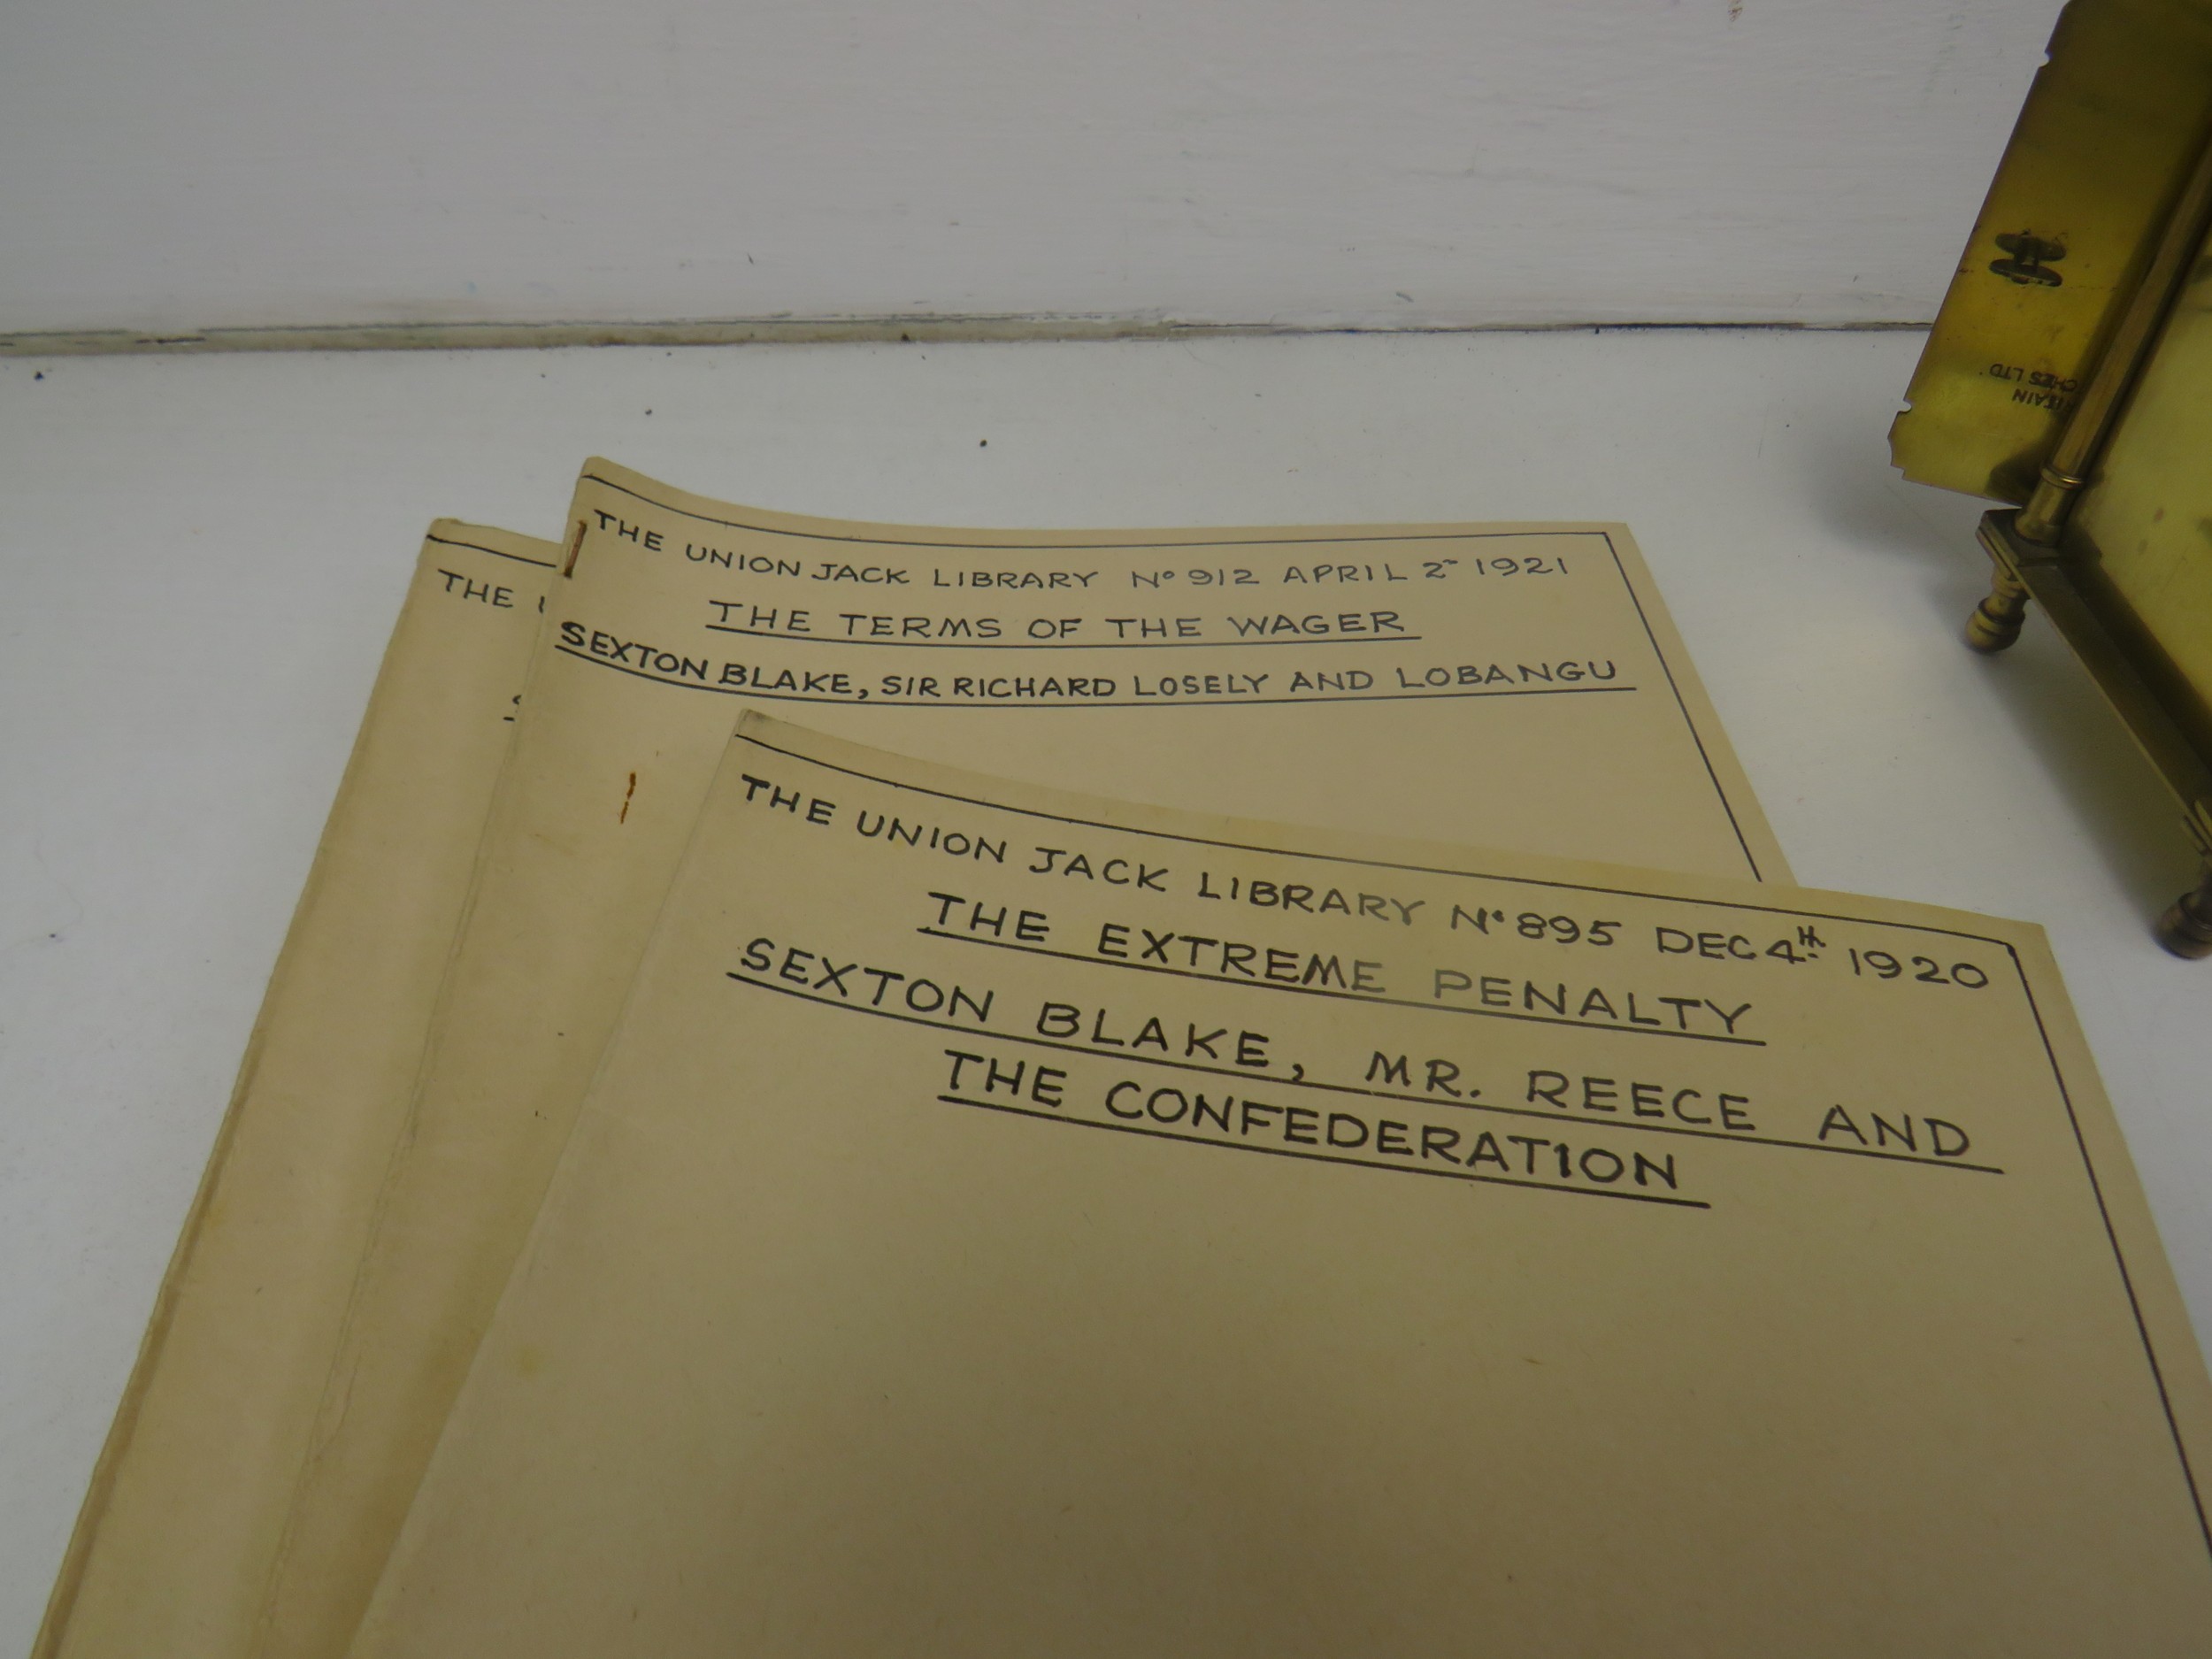 THE
THE UNION JACK LIBRARY Nº 912 APRIL 2ⁿᵈ 1921
THE TERMS OF THE WAGER
SEXTON BLAKE, SIR RICHARD LOSELY AND LOBANGU
THE UNION JACK LIBRARY Nº 895 DEC 4th 1920
THE EXTREME PENALTY
SEXTON BLAKE, MR. REECE AND
THE CONFEDERATION
LTD.